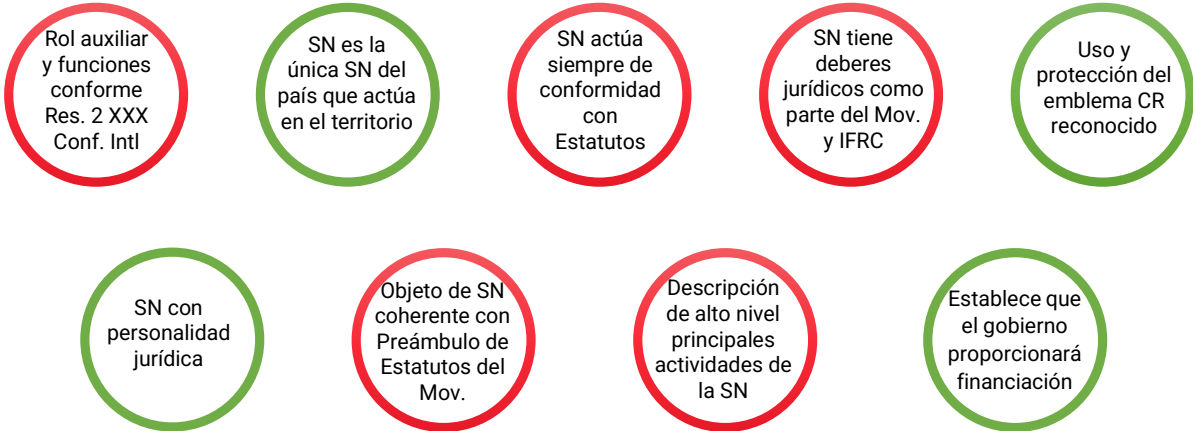 Rol auxiliar
y funciones
conforme
Res. 2 XXX
Conf. Intl
SN es la
única SN del
país que actúa
en el territorio
SN actúa
siempre de
conformidad
con
Estatutos
SN tiene
deberes
jurídicos como
parte del Mov.
y IFRC
Uso y
protección del
emblema CR
reconocido
SN con
personalidad
jurídica
Objeto de SN
coherente con
Preámbulo de
Estatutos del
Mov.
Descripción
de alto nivel
principales
actividades de
la SN
Establece que
el gobierno
proporcionará
financiación